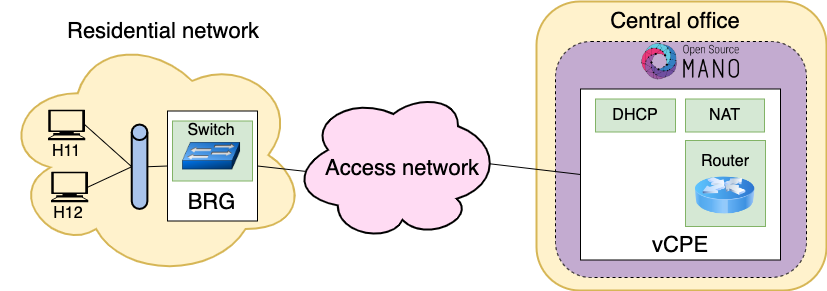 Residential network
Central office
Open Source
MANO
DHCP
NAT
Switch
H11
Router
Access network
BRG
H12
vCPE